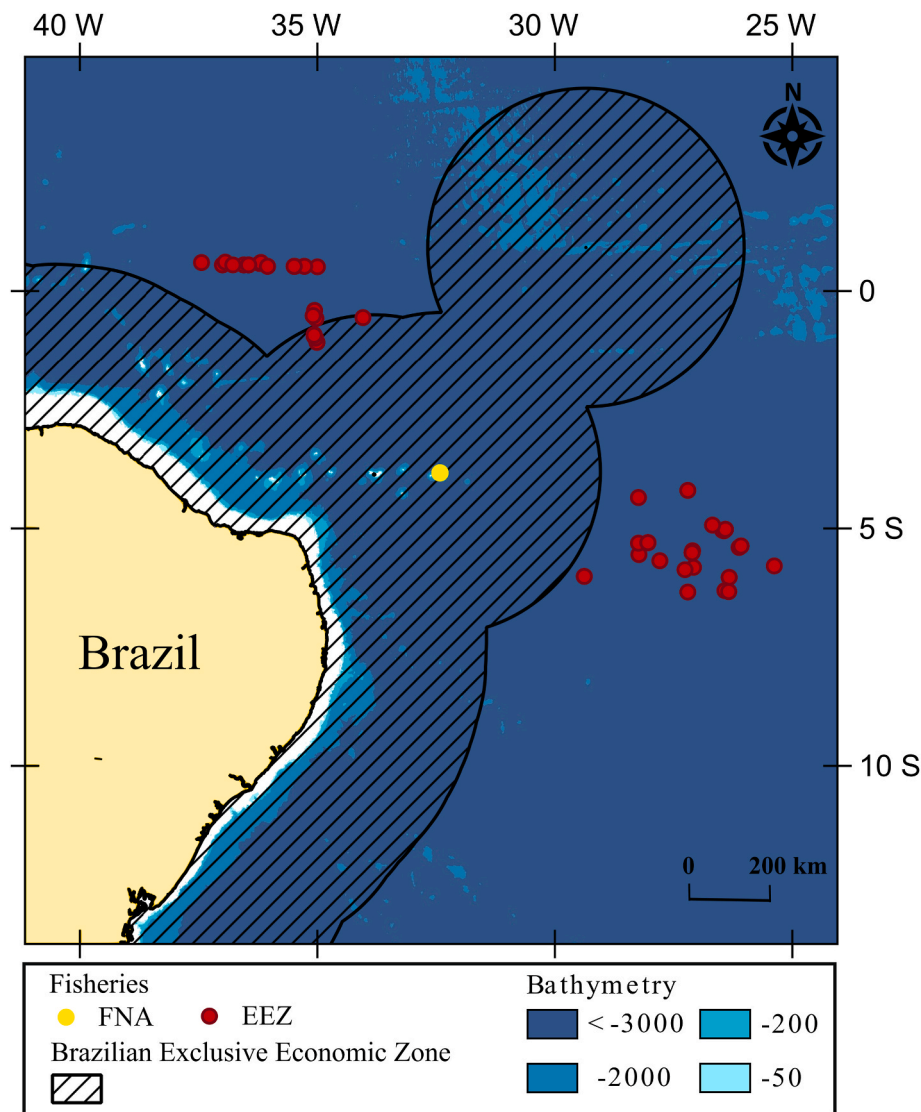 40 W 35 W 30 W 25 W
N
0
5 S
Brazil
10 S
0 200 km
Fisheries
FNA EEZ
Brazilian Exclusive Economic Zone
Bathymetry
< -3000 -200
-2000 -50